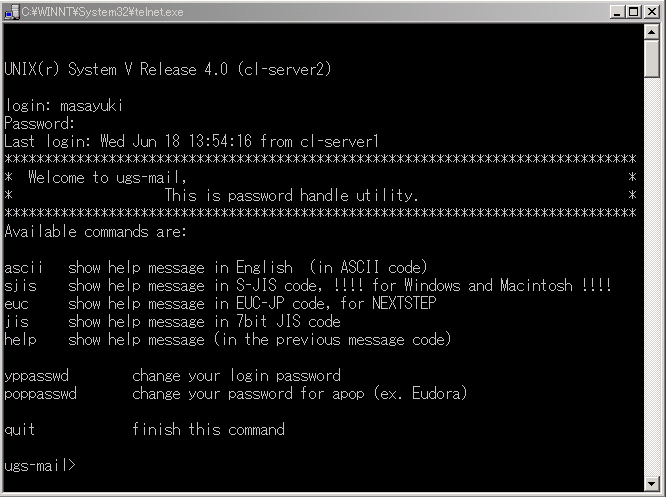 C:¥WINNT¥System32¥telnet.exe
UNIX(r) System V Release 4.0 (cl-server2)
login: masayuki
Password:
Last login: Wed Jun 18 13:54:16 from cl-server1
*******************************************************************************
*  Welcome to ugs-mail,                                                       *
*                   This is password handle utility.                          *
*******************************************************************************
Available commands are:
ascii   show help message in English  (in ASCII code)
sjis    show help message in S-JIS code, !!!! for Windows and Macintosh !!!!
euc     show help message in EUC-JP code, for NEXTSTEP
jis     show help message in 7bit JIS code
help    show help message (in the previous message code)
yppasswd        change your login password
poppasswd       change your password for apop (ex. Eudora)
quit            finish this command
ugs-mail>